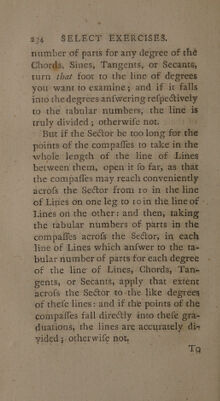 234 SELECT EXERCISES.
number of parts for any degree of the
Chords, Sines, Tangents, or Secants,
turn that foot to the line of degrees
you want to examine; and if it falls
into the degrees anſwering reſpectively
to the tabular numbers, the line is
truly divided; otherwiſe not.
But if the Sector be too long for the
points of the compaſſes to take in the
whole length of the line of Lines
between them, open it ſo far, as that
the compaſſes may reach conveniently
acroſs the Sector from 10 in the line
of Lines on one leg to 10 in the line of
Lines on the other: and then, taking
the tabular numbers of parts in the
compaſſes acroſs the Sector, in each
line of Lines which anſwer to the ta-
bular number of parts for each degree
of the line of Lines, Chords, Tan-
gents, or Secants, apply that extent
acroſs the Sector to the like degrees
of theſe lines: and if the points of the
compaſſes fall directly into theſe gra-
duations, the lines are accurately di-
vided; otherwiſe not.
To